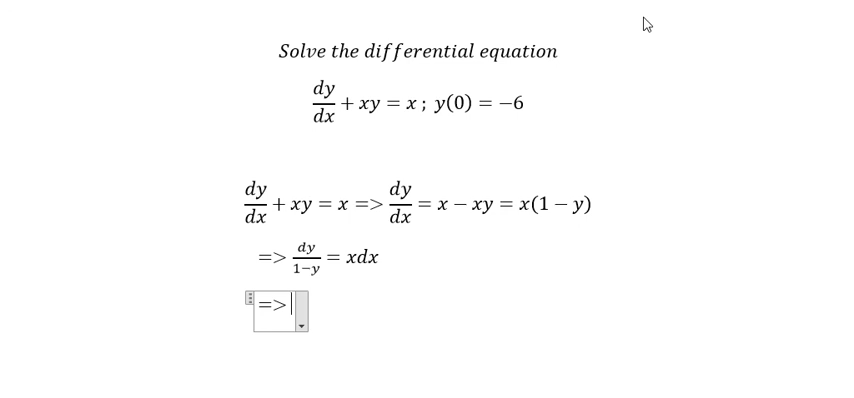 Solve the differential equation
dy/dx + xy = x ; y(0) = −6
dy/dx + xy = x => dy/dx = x − xy = x(1 − y)
=> dy/1−y = xdx
=>